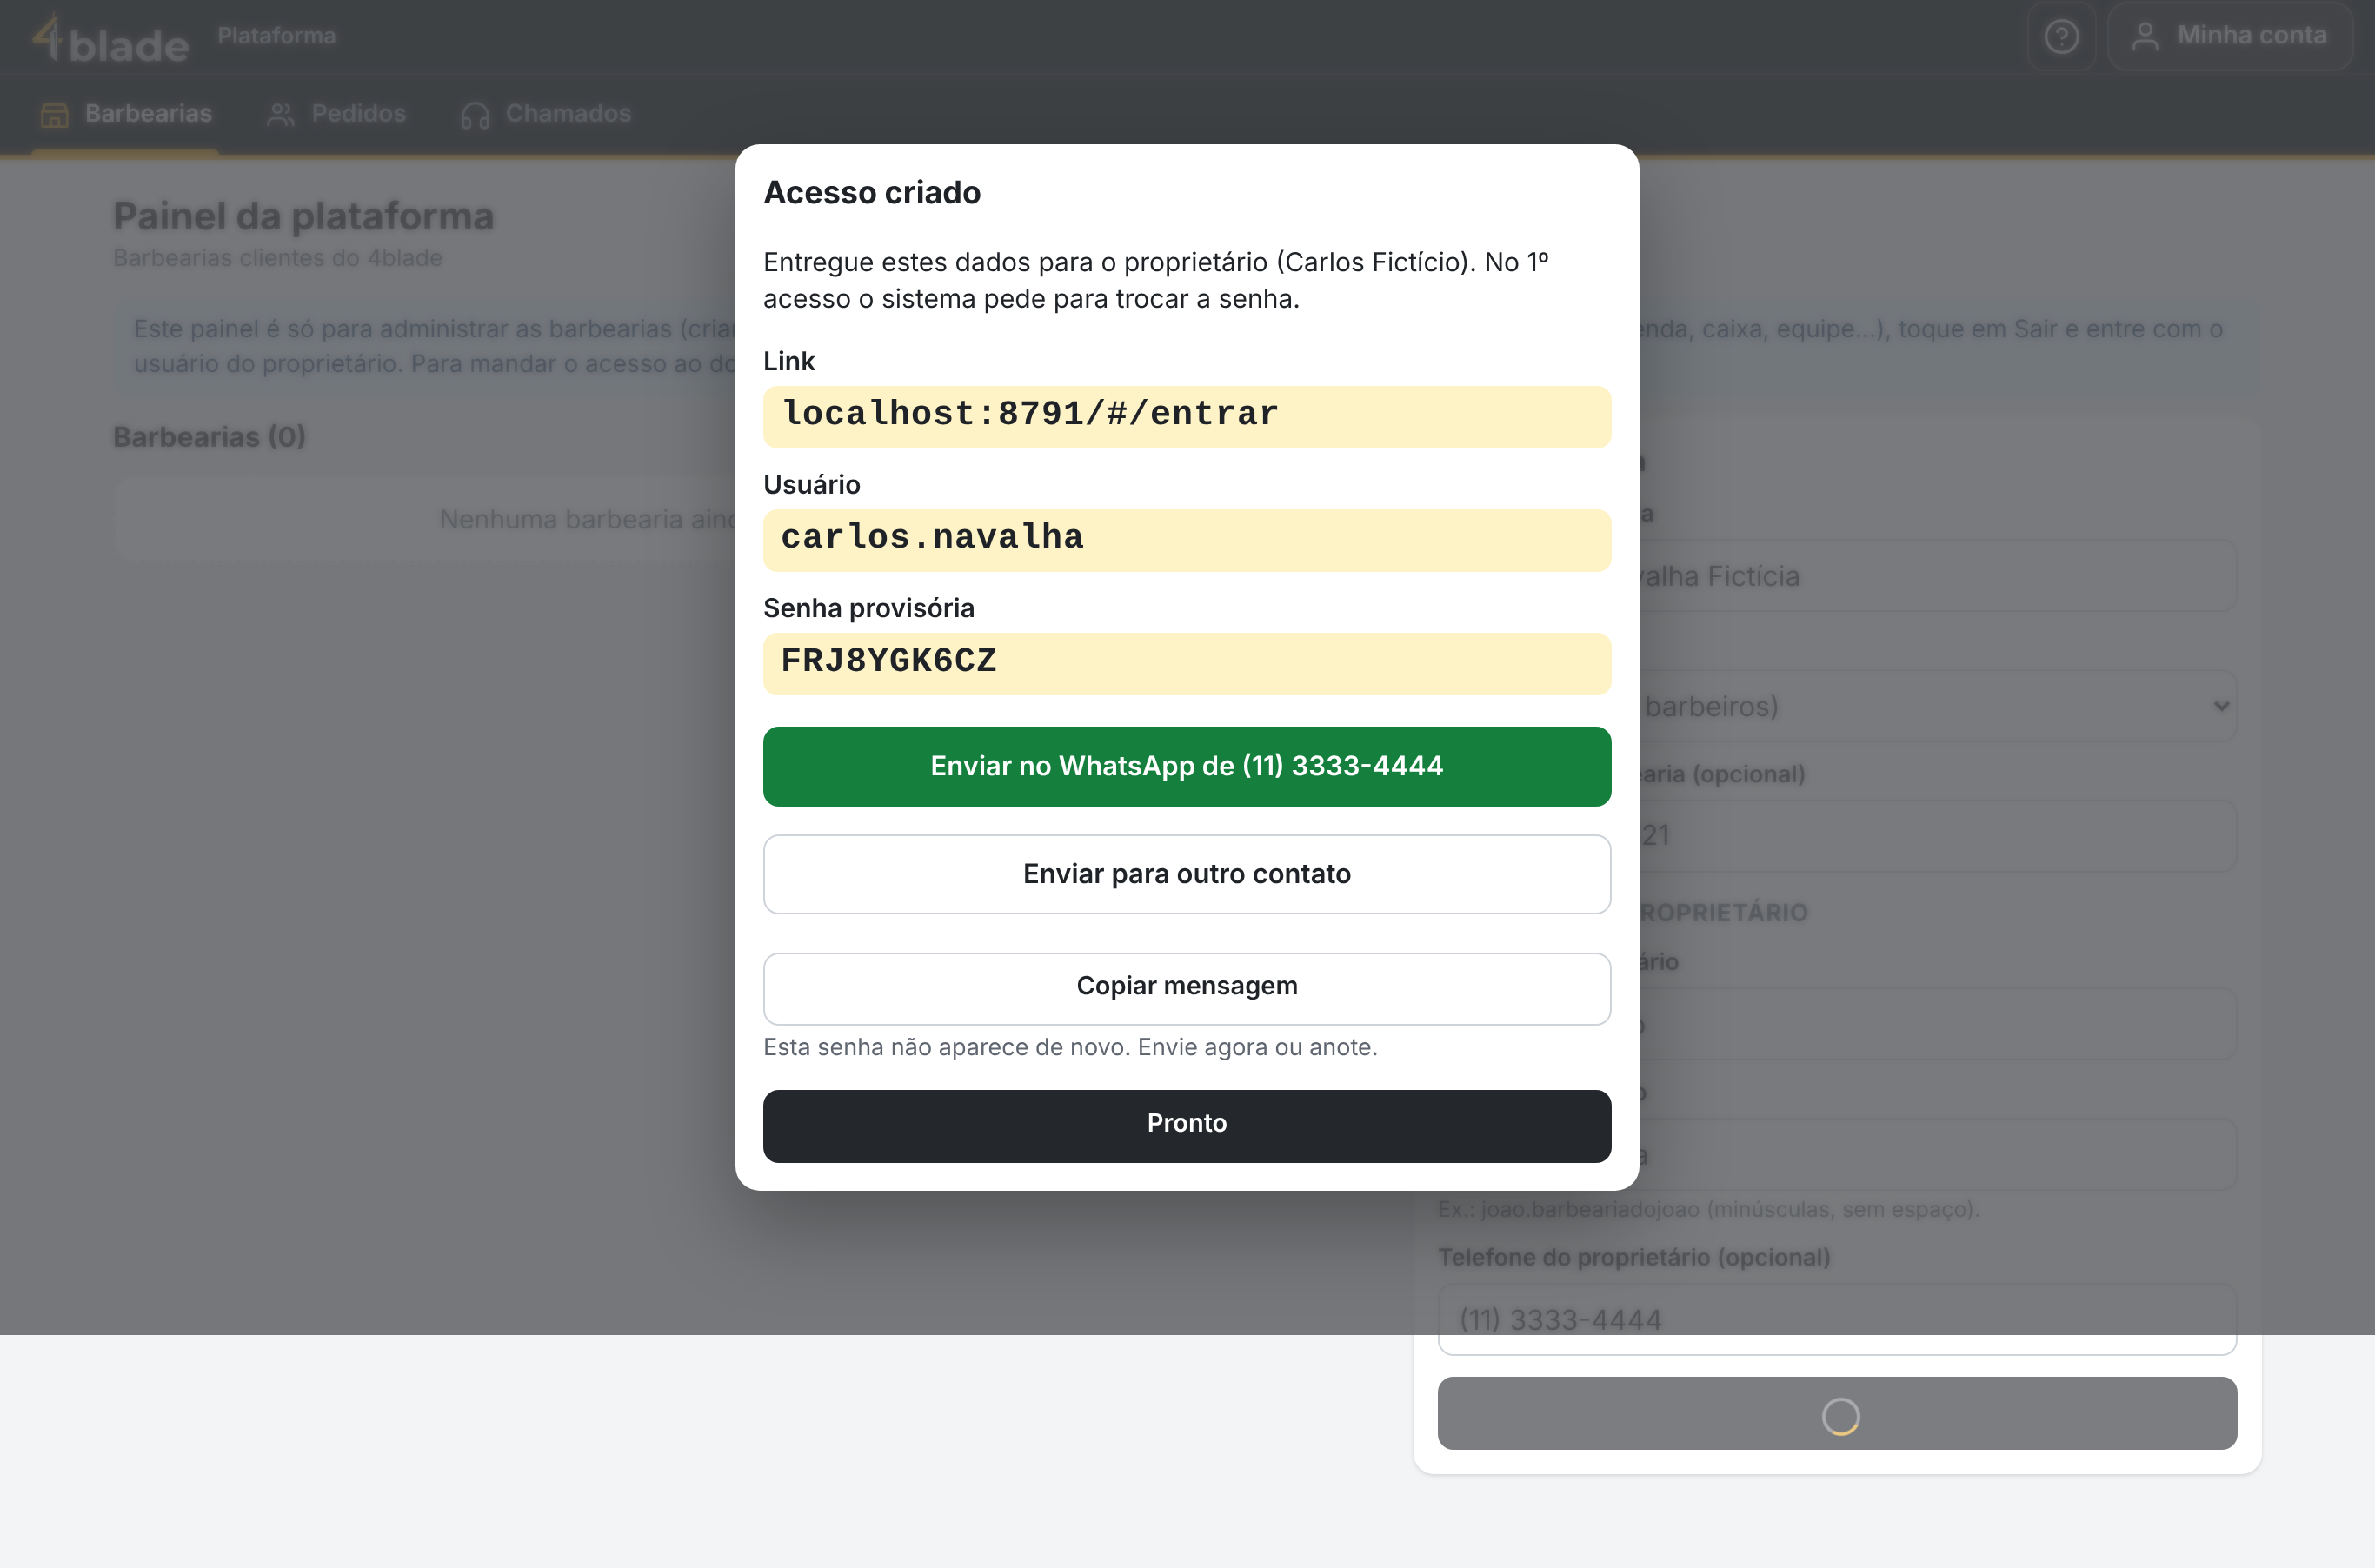 4blade
Plataforma
Minha conta
Barbearias
Pedidos
Chamados
Painel da plataforma
Barbearias clientes do 4blade
Este painel é só para administrar as barbearias (criar
enda, caixa, equipe...), toque em Sair e entre com o
usuário do proprietário. Para mandar o acesso ao do
Barbearias (0)
Nenhuma barbearia aind
Acesso criado
Entregue estes dados para o proprietário (Carlos Fictício). No 1º
acesso o sistema pede para trocar a senha.
Link
localhost:8791/#/entrar
Usuário
carlos.navalha
Senha provisória
FRJ8YGK6CZ
Enviar no WhatsApp de (11) 3333-4444
Enviar para outro contato
Copiar mensagem
Esta senha não aparece de novo. Envie agora ou anote.
Pronto
valha Fictícia
barbeiros)
earia (opcional)
21
ROPRIETÁRIO
ário
Ex.: joao.barbeariadojoao (minúsculas, sem espaço).
Telefone do proprietário (opcional)
(11) 3333-4444